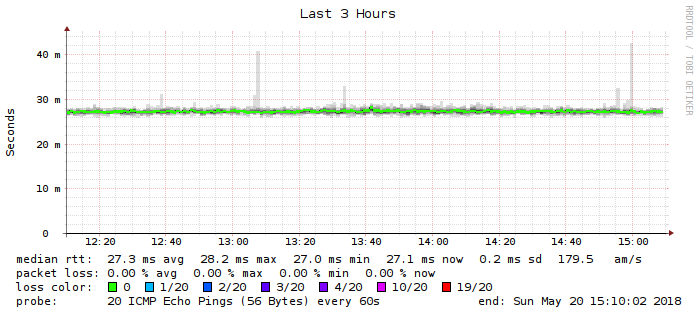 Last 3 Hours
RRDTOOL / TOBI OETIKER
Seconds
40 m
30 m
20 m
10 m
0
12:20 12:40 13:00 13:20 13:40 14:00 14:20 14:40 15:00
median rtt: 27.3 ms avg 28.2 ms max 27.0 ms min 27.1 ms now 0.2 ms sd 179.5 am/s
packet loss: 0.00 % avg 0.00 % max 0.00 % min 0.00 % now
loss color: 0 1/20 2/20 3/20 4/20 10/20 19/20
probe: 20 ICMP Echo Pings (56 Bytes) every 60s end: Sun May 20 15:10:02 2018